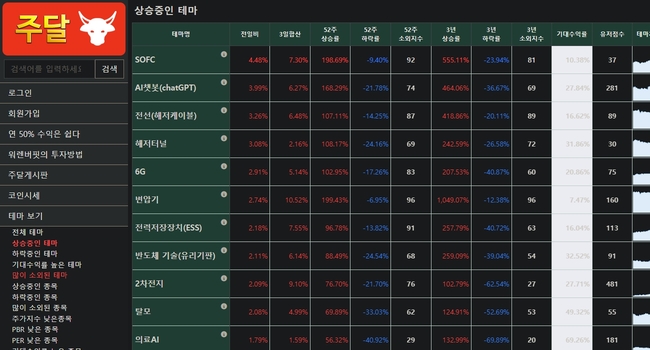 주달
검색어를 입력하세요 검색
로그인
회원가입
연 50% 수익은 쉽다
워렌버핏의 투자방법
주달게시판
코인시세
테마 보기
전체 테마
상승중인 테마
하락중인 테마
기대수익률 높은 테마
많이 소외된 테마
상승중인 종목
하락중인 종목
많이 소외된 종목
주가지수 낮은종목
PBR 낮은 종목
PER 낮은 종목
상승중인 테마
테마명 전일비 3일합산 52주 상승률 52주 하락률 52주 소외지수 3년 상승률 3년 하락률 3년 소외지수 기대수익률 유저점수
SOFC 4.48% 7.30% 198.69% -9.40% 92 555.11% -23.94% 81 10.38% 37
AI챗봇(chatGPT) 3.99% 6.27% 168.29% -21.78% 74 464.06% -36.67% 69 27.84% 281
전선(해저케이블) 3.26% 6.48% 107.11% -14.25% 87 418.86% -20.11% 89 16.62% 89
해저터널 3.08% 2.16% 108.17% -24.16% 69 242.59% -26.58% 72 31.86% 30
6G 2.91% 5.14% 102.95% -17.26% 83 207.53% -40.87% 60 20.86% 75
변압기 2.74% 10.52% 199.43% -6.95% 96 1,049.07% -12.38% 96 7.47% 160
전력저장장치(ESS) 2.18% 7.55% 96.78% -13.82% 91 257.79% -40.72% 63 16.04% 113
반도체 기술(유리기판) 2.11% 6.14% 88.49% -24.54% 68 259.09% -39.04% 54 32.52% 91
2차전지 2.09% 9.10% 76.70% -21.70% 76 102.79% -62.54% 27 27.71% 481
탈모 2.08% 4.99% 69.89% -33.03% 62 124.91% -52.69% 53 49.32% 55
의료AI 1.79% 1.59% 56.32% -40.92% 29 132.99% -69.89% 20 69.26% 181